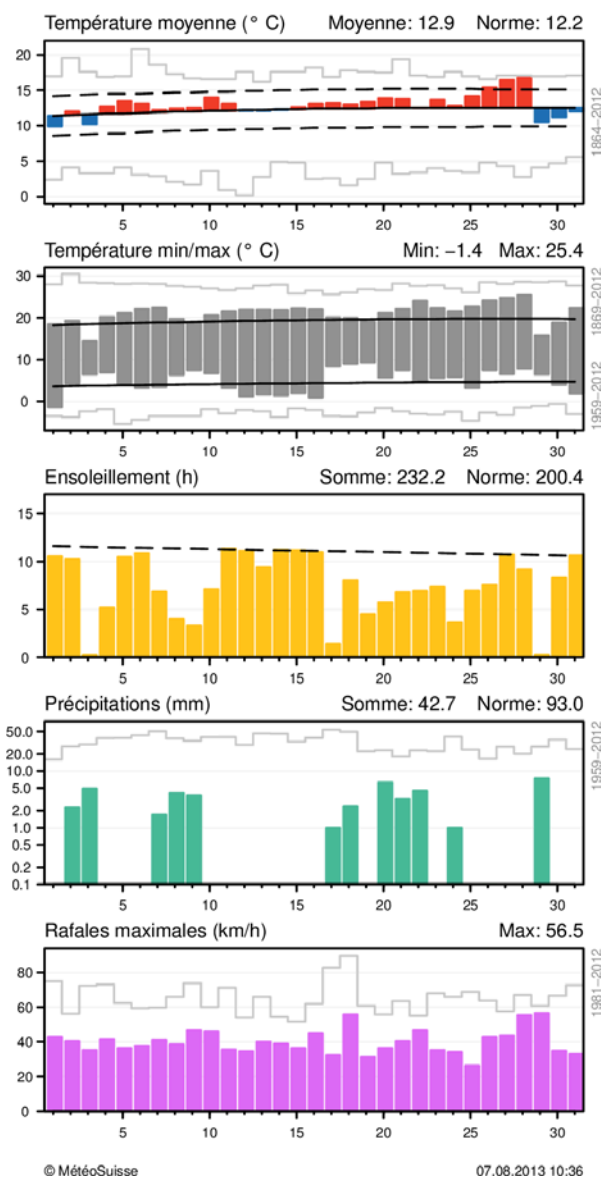 Température moyenne (° C) Moyenne: 12.9 Norme: 12.2
20
15
10
5
0
5 10 15 20 25 30
1864−2012
Température min/max (° C) Min: −1.4 Max: 25.4
30
20
10
0
5 10 15 20 25 30
1869−2012
1959−2012
Ensoleillement (h) Somme: 232.2 Norme: 200.4
15
10
5
0
5 10 15 20 25 30
Précipitations (mm) Somme: 42.7 Norme: 93.0
50.0
20.0
10.0
5.0
2.0
1.0
0.5
0.2
0.1
5 10 15 20 25 30
1959−2012
Rafales maximales (km/h) Max: 56.5
80
60
40
20
0
5 10 15 20 25 30
1981−2012
© MétéoSuisse 07.08.2013 10:36